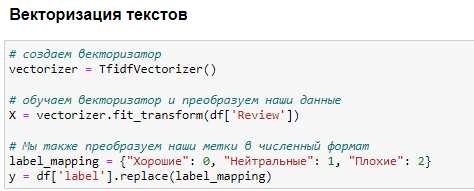 Векторизация текстов
# создаем векторизатор
vectorizer = TfidfVectorizer()
# обучаем векторизатор и преобразуем наши данные
X = vectorizer.fit_transform(df['Review'])
# Мы также преобразуем наши метки в численный формат
label_mapping = {"Хорошие": 0, "Нейтральные": 1, "Плохие": 2}
y = df['label'].replace(label_mapping)